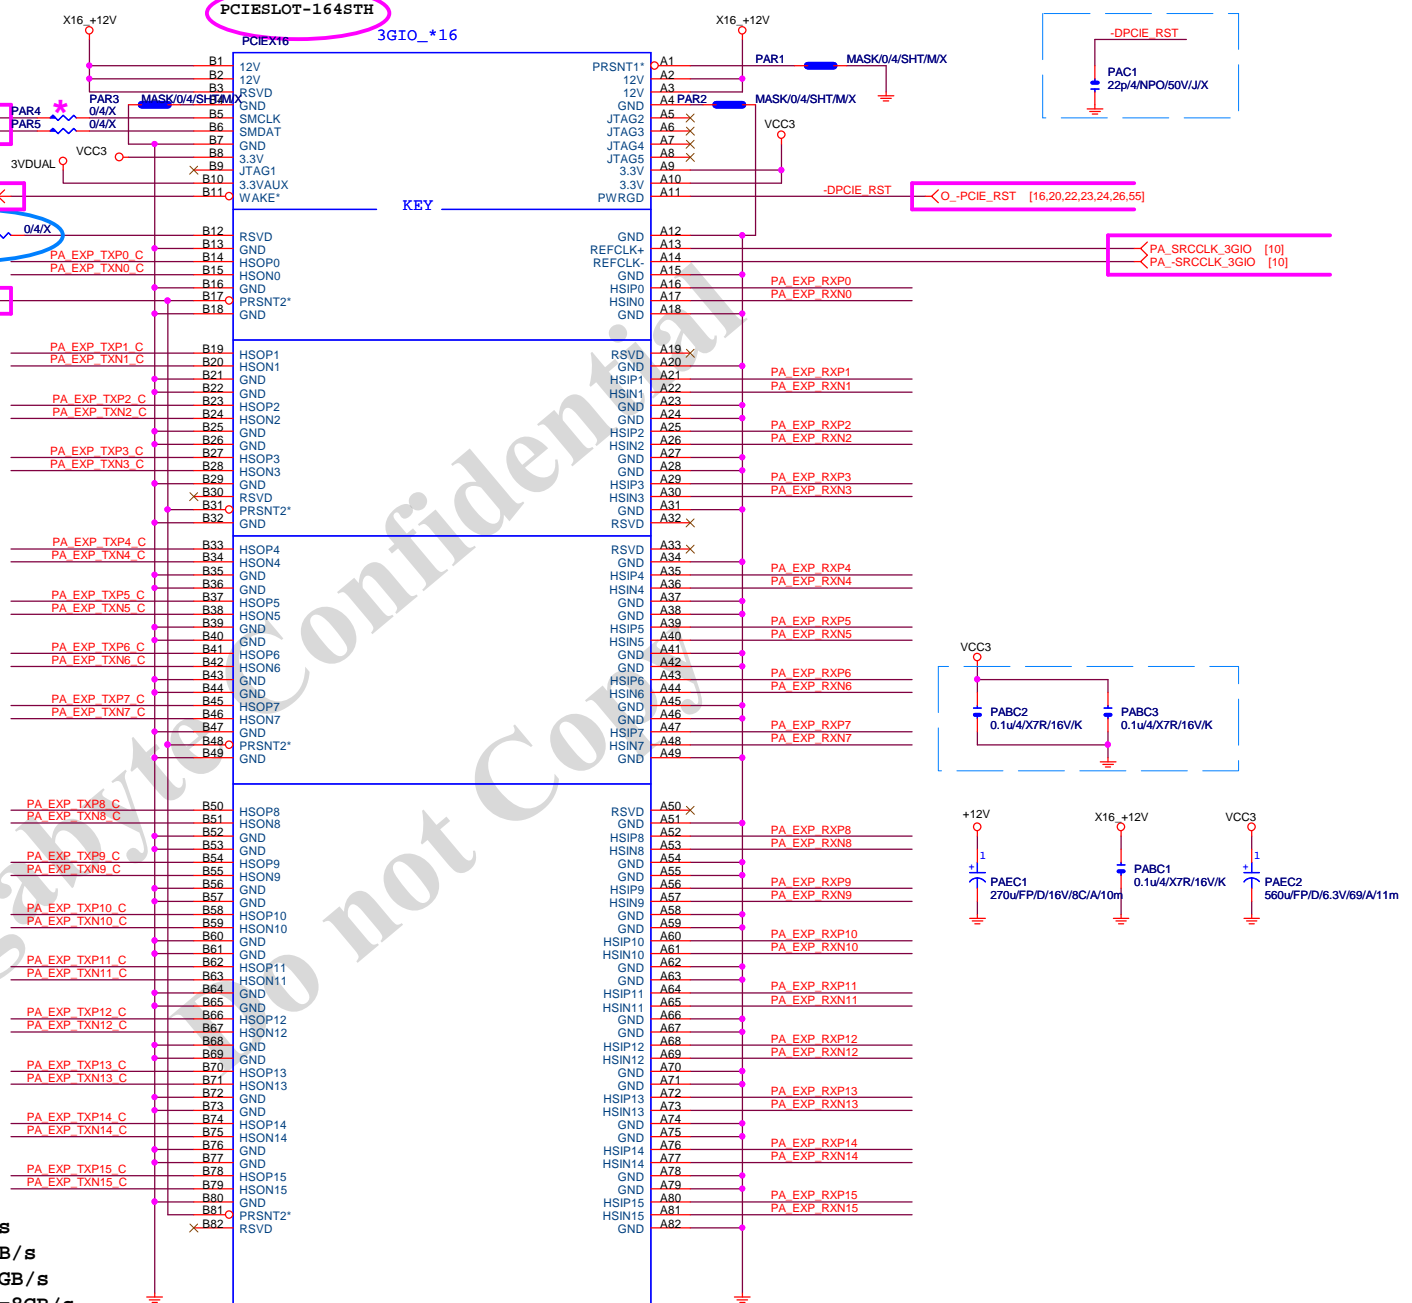 PCIESLOT-164STH
X16_+12V
3GIO_*16
X16_+12V
PCIEX16
-DPCIE_RST
PAC1
22p/4/NPO/50V/J/X
B1 12V
B2 12V
B3 RSVD
B4 GND
B5 SMCLK
B6 SMDAT
B7 GND
B8 3.3V
B9 JTAG1
B10 3.3VAUX
B11 WAKE*
PAR3 MASK/0/4/SHT/M/X
PAR4 0/4/X
PAR5 0/4/X
*
VCC3
3VDUAL
PRSNT1* A1
12V A2
12V A3
GND A4
JTAG2 A5
JTAG3 A6
JTAG4 A7
JTAG5 A8
3.3V A9
3.3V A10
PWRGD A11
PAR1 MASK/0/4/SHT/M/X
PAR2 MASK/0/4/SHT/M/X
VCC3
-DPCIE_RST
O_-PCIE_RST [16,20,22,23,24,26,55]
KEY
0/4/X
B12 RSVD
B13 GND
PA_EXP_TXP0_C B14 HSOP0
PA_EXP_TXN0_C B15 HSON0
B16 GND
B17 PRSNT2*
B18 GND
GND A12
REFCLK+ A13 PA_SRCCLK_3GIO [10]
REFCLK- A14 PA_-SRCCLK_3GIO [10]
GND A15
HSIP0 A16 PA_EXP_RXP0
HSIN0 A17 PA_EXP_RXN0
GND A18
PA_EXP_TXP1_C B19 HSOP1
PA_EXP_TXN1_C B20 HSON1
B21 GND
B22 GND
PA_EXP_TXP2_C B23 HSOP2
PA_EXP_TXN2_C B24 HSON2
B25 GND
B26 GND
PA_EXP_TXP3_C B27 HSOP3
PA_EXP_TXN3_C B28 HSON3
B29 GND
B30 RSVD
B31 PRSNT2*
B32 GND
RSVD A19
GND A20
HSIP1 A21 PA_EXP_RXP1
HSIN1 A22 PA_EXP_RXN1
GND A23
GND A24
HSIP2 A25 PA_EXP_RXP2
HSIN2 A26 PA_EXP_RXN2
GND A27
GND A28
HSIP3 A29 PA_EXP_RXP3
HSIN3 A30 PA_EXP_RXN3
GND A31
RSVD A32
PA_EXP_TXP4_C B33 HSOP4
PA_EXP_TXN4_C B34 HSON4
B35 GND
B36 GND
PA_EXP_TXP5_C B37 HSOP5
PA_EXP_TXN5_C B38 HSON5
B39 GND
B40 GND
PA_EXP_TXP6_C B41 HSOP6
PA_EXP_TXN6_C B42 HSON6
B43 GND
B44 GND
PA_EXP_TXP7_C B45 HSOP7
PA_EXP_TXN7_C B46 HSON7
B47 GND
B48 PRSNT2*
B49 GND
RSVD A33
GND A34
HSIP4 A35 PA_EXP_RXP4
HSIN4 A36 PA_EXP_RXN4
GND A37
GND A38
HSIP5 A39 PA_EXP_RXP5
HSIN5 A40 PA_EXP_RXN5
GND A41
GND A42
HSIP6 A43 PA_EXP_RXP6
HSIN6 A44 PA_EXP_RXN6
GND A45
GND A46
HSIP7 A47 PA_EXP_RXP7
HSIN7 A48 PA_EXP_RXN7
GND A49
VCC3
PABC2
0.1u/4/X7R/16V/K
PABC3
0.1u/4/X7R/16V/K
PA_EXP_TXP8_C B50 HSOP8
PA_EXP_TXN8_C B51 HSON8
B52 GND
B53 GND
PA_EXP_TXP9_C B54 HSOP9
PA_EXP_TXN9_C B55 HSON9
B56 GND
B57 GND
PA_EXP_TXP10_C B58 HSOP10
PA_EXP_TXN10_C B59 HSON10
B60 GND
B61 GND
PA_EXP_TXP11_C B62 HSOP11
PA_EXP_TXN11_C B63 HSON11
B64 GND
B65 GND
PA_EXP_TXP12_C B66 HSOP12
PA_EXP_TXN12_C B67 HSON12
B68 GND
B69 GND
PA_EXP_TXP13_C B70 HSOP13
PA_EXP_TXN13_C B71 HSON13
B72 GND
B73 GND
PA_EXP_TXP14_C B74 HSOP14
PA_EXP_TXN14_C B75 HSON14
B76 GND
B77 GND
PA_EXP_TXP15_C B78 HSOP15
PA_EXP_TXN15_C B79 HSON15
B80 GND
B81 PRSNT2*
B82 RSVD
RSVD A50
GND A51
HSIP8 A52 PA_EXP_RXP8
HSIN8 A53 PA_EXP_RXN8
GND A54
GND A55
HSIP9 A56 PA_EXP_RXP9
HSIN9 A57 PA_EXP_RXN9
GND A58
GND A59
HSIP10 A60 PA_EXP_RXP10
HSIN10 A61 PA_EXP_RXN10
GND A62
GND A63
HSIP11 A64 PA_EXP_RXP11
HSIN11 A65 PA_EXP_RXN11
GND A66
GND A67
HSIP12 A68 PA_EXP_RXP12
HSIN12 A69 PA_EXP_RXN12
GND A70
GND A71
HSIP13 A72 PA_EXP_RXP13
HSIN13 A73 PA_EXP_RXN13
GND A74
GND A75
HSIP14 A76 PA_EXP_RXP14
HSIN14 A77 PA_EXP_RXN14
GND A78
GND A79
HSIP15 A80 PA_EXP_RXP15
HSIN15 A81 PA_EXP_RXN15
GND A82
+12V
1
+
PAEC1
270u/FP/D/16V/8C/A/10m
X16_+12V
PABC1
0.1u/4/X7R/16V/K
VCC3
1
+
PAEC2
560u/FP/D/6.3V/69/A/11m
s
B/s
GB/s
=8GB/s
gabyte Confidential
Do not Copy